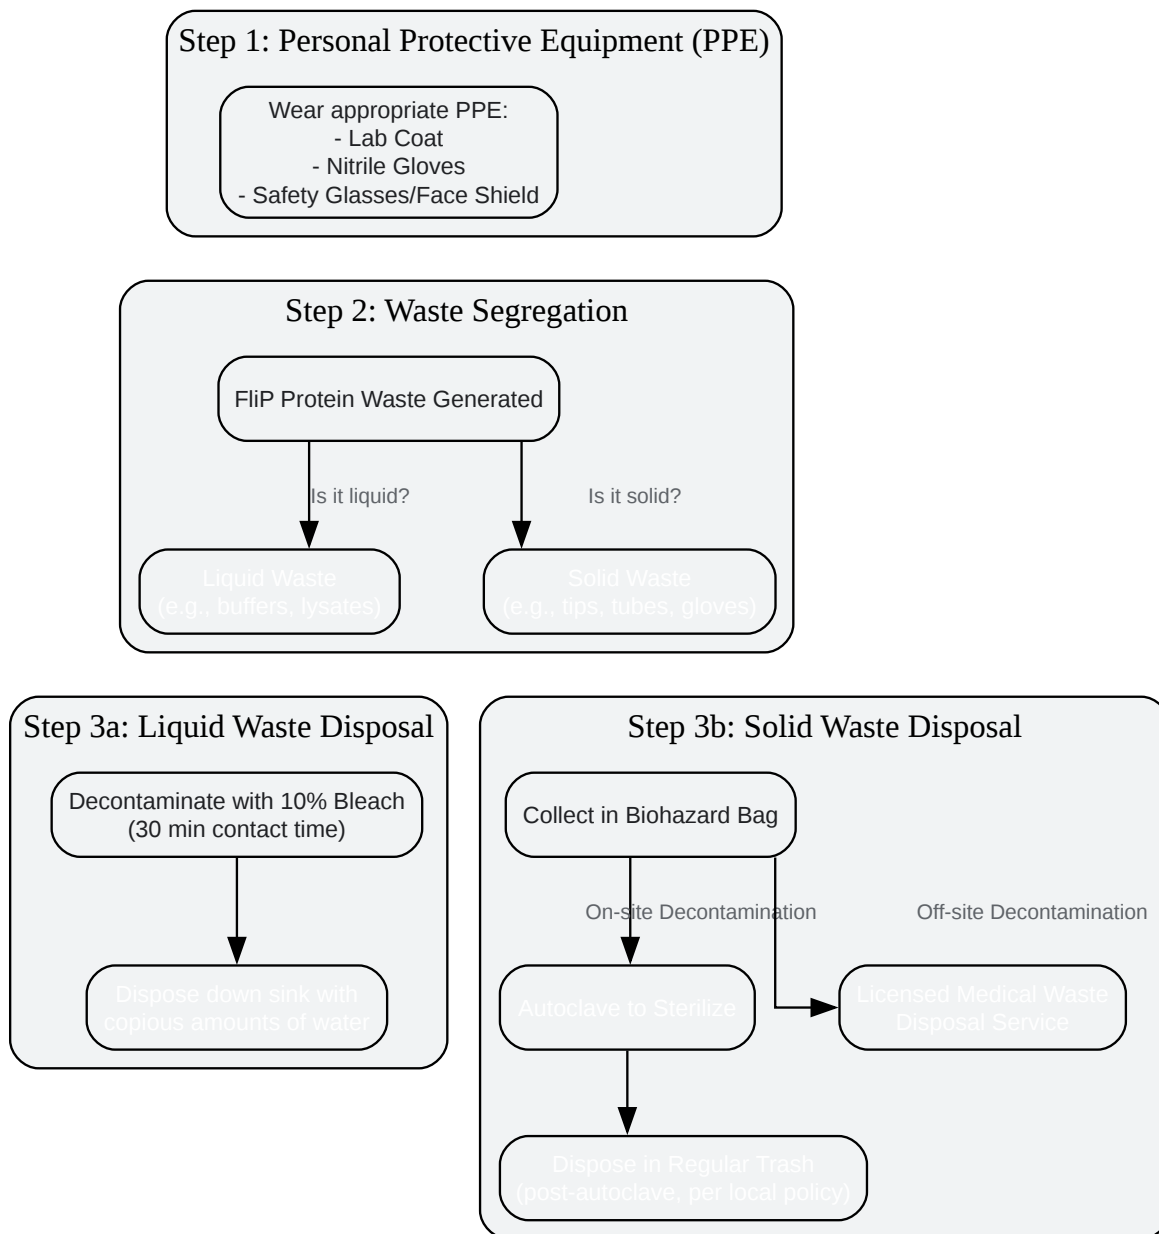 Step 1: Personal Protective Equipment (PPE)
Wear appropriate PPE:
- Lab Coat
- Nitrile Gloves
- Safety Glasses/Face Shield
Step 2: Waste Segregation
FliP Protein Waste Generated
Is it liquid?
Is it solid?
Liquid Waste
(e.g., buffers, lysates)
Solid Waste
(e.g., tips, tubes, gloves)
Step 3a: Liquid Waste Disposal
Decontaminate with 10% Bleach
(30 min contact time)
Dispose down sink with
copious amounts of water
Step 3b: Solid Waste Disposal
Collect in Biohazard Bag
On-site Decontamination
Off-site Decontamination
Autoclave to Sterilize
Licensed Medical Waste
Disposal Service
Dispose in Regular Trash
(post-autoclave, per local policy)